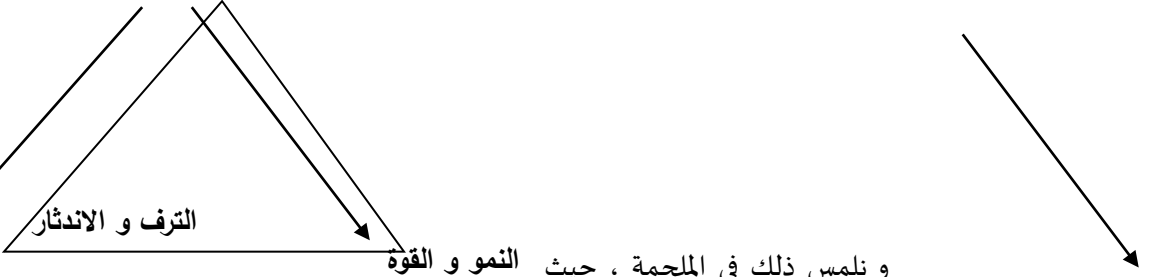 الترف و الاندثار
و نلمس ذلك في الملحمة ، حيث النمو و القوة